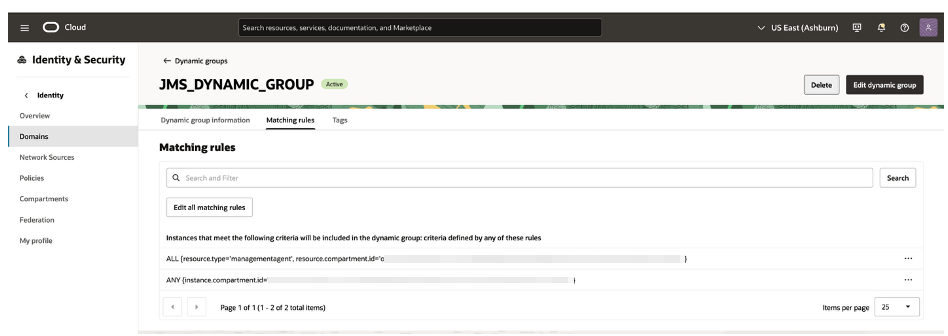 Cloud
Search resources, services, documentation, and Marketplace
US East (Ashburn)
Identity & Security
Identity
Overview
Domains
Network Sources
Policies
Compartments
Federation
My profile
← Dynamic groups
JMS_DYNAMIC_GROUP Active
Delete
Edit dynamic group
Dynamic group information Matching rules Tags
Matching rules
Search and Filter
Search
Edit all matching rules
Instances that meet the following criteria will be included in the dynamic group: criteria defined by any of these rules
ALL {resource.type='managementagent', resource.compartment.id='o }
ANY {instance.compartment.id= }
Page 1 of 1 (1 - 2 of 2 total items)
Items per page 25